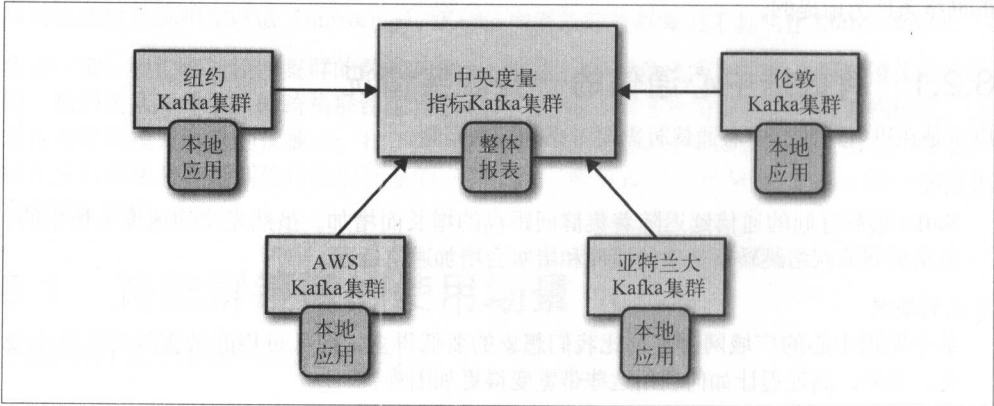 纽约
Kafka集群
本地
应用
中央度量
指标Kafka集群
整体
报表
伦敦
Kafka集群
本地
应用
AWS
Kafka集群
本地
应用
亚特兰大
Kafka集群
本地
应用